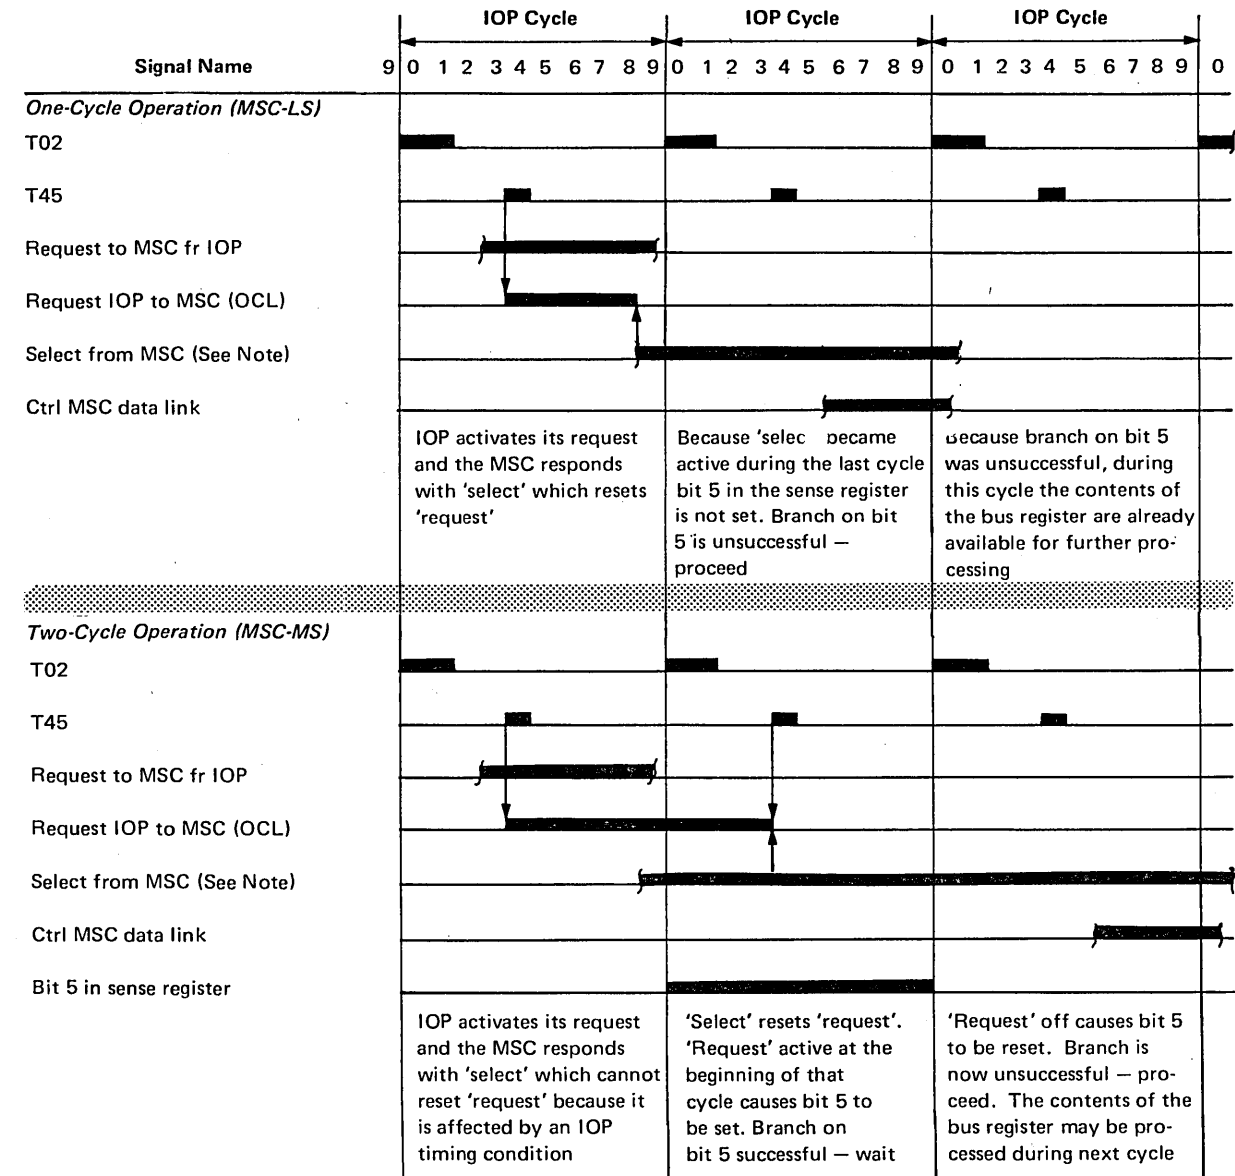 IOP Cycle IOP Cycle IOP Cycle
Signal Name 9 0 1 2 3 4 5 6 7 8 9 0 1 2 3 4 5 6 7 8 9 0 1 2 3 4 5 6 7 8 9 0
One-Cycle Operation (MSC-LS)
T02
T45
Request to MSC fr IOP
Request IOP to MSC (OCL)
Select from MSC (See Note)
Ctrl MSC data link
IOP activates its request
and the MSC responds
with 'select' which resets
'request'
Because 'selec became
active during the last cycle
bit 5 in the sense register
is not set. Branch on bit
5 is unsuccessful —
proceed
Because branch on bit 5
was unsuccessful, during
this cycle the contents of
the bus register are already
available for further pro-
cessing
Two-Cycle Operation (MSC-MS)
T02
T45
Request to MSC fr IOP
Request IOP to MSC (OCL)
Select from MSC (See Note)
Ctrl MSC data link
Bit 5 in sense register
IOP activates its request
and the MSC responds
with 'select' which cannot
reset 'request' because it
is affected by an IOP
timing condition
'Select' resets 'request'.
'Request' active at the
beginning of that
cycle causes bit 5 to
be set. Branch on
bit 5 successful — wait
'Request' off causes bit 5
to be reset. Branch is
now unsuccessful — pro-
ceed. The contents of the
bus register may be pro-
cessed during next cycle